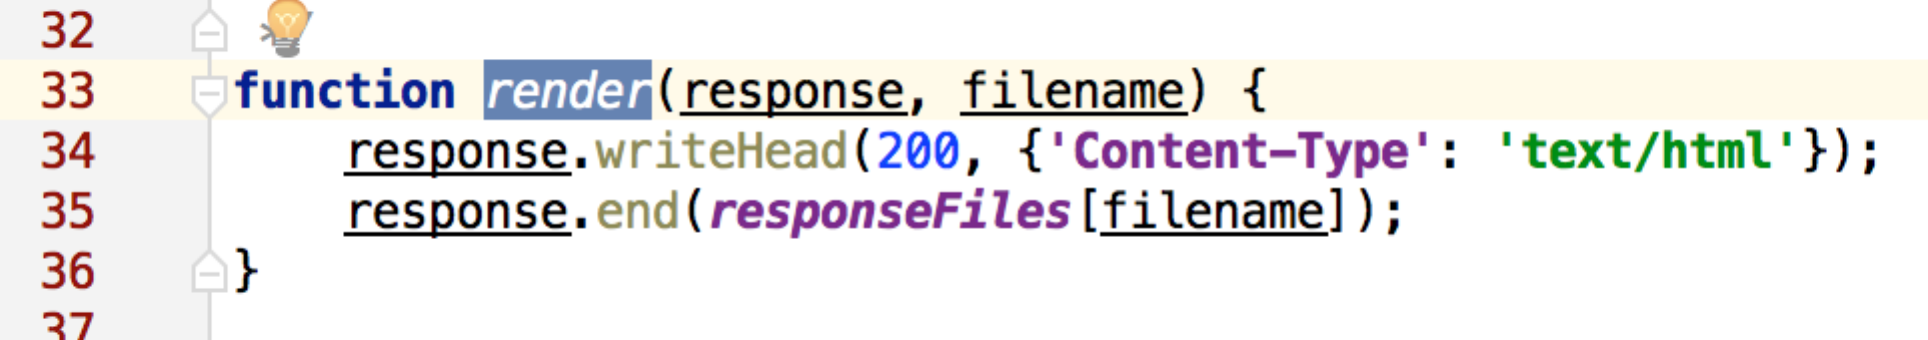 32
33 function render(response, filename) {
34     response.writeHead(200, {'Content-Type': 'text/html'});
35     response.end(responseFiles[filename]);
36 }
37